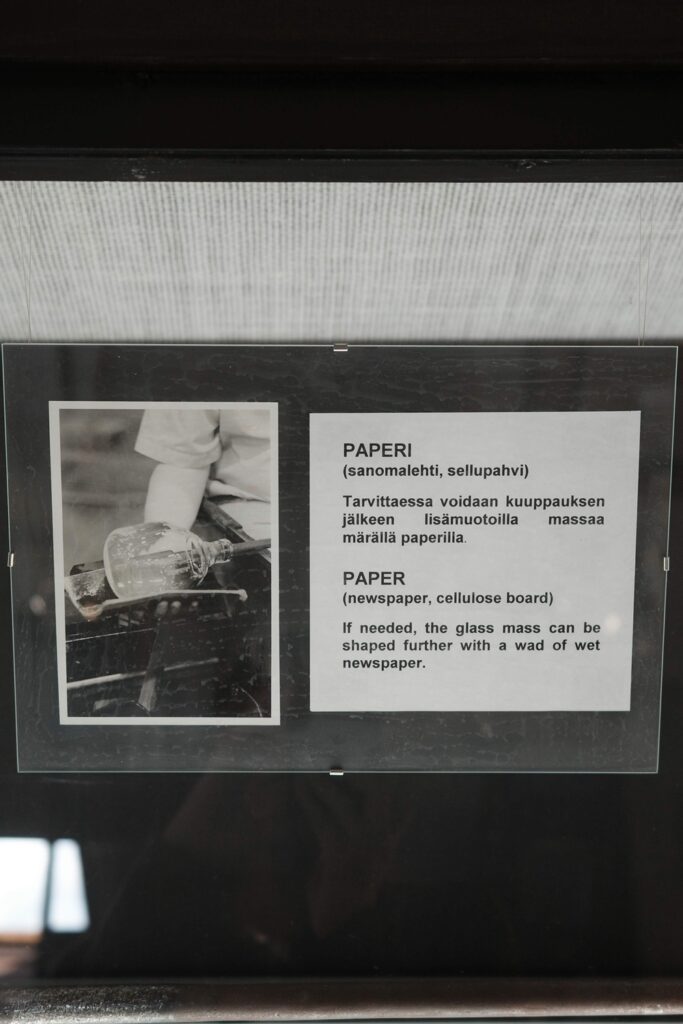 PAPERI
(sanomalehti, sellupahvi)
Tarvittaessa voidaan kuuppauksen
jälkeen lisämuotoilla massaa
märällä paperilla.
PAPER
(newspaper, cellulose board)
If needed, the glass mass can be
shaped further with a wad of wet
newspaper.